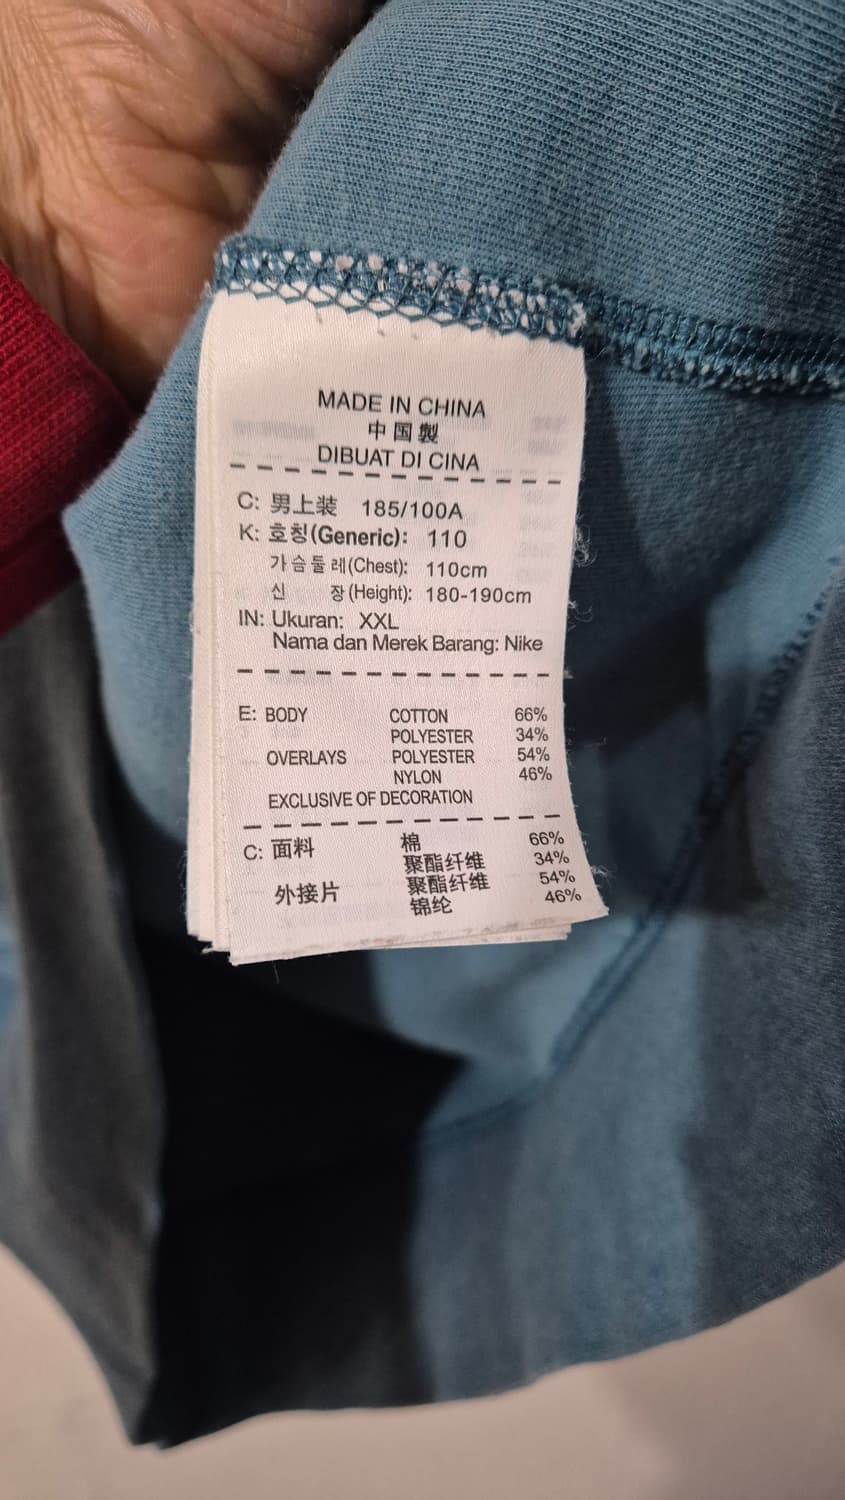 MADE IN CHINA
中国製
DIBUAT DI CINA
C: 男上装 185/100A
K: 호칭(Generic): 110
가슴둘레(Chest): 110cm
신 장(Height): 180-190cm
IN: Ukuran: XXL
Nama dan Merek Barang: Nike
E: BODY COTTON 66%
POLYESTER 34%
OVERLAYS POLYESTER 54%
NYLON 46%
EXCLUSIVE OF DECORATION
C: 面料 棉 66%
聚酯纤维 34%
外接片 聚酯纤维 54%
锦纶 46%